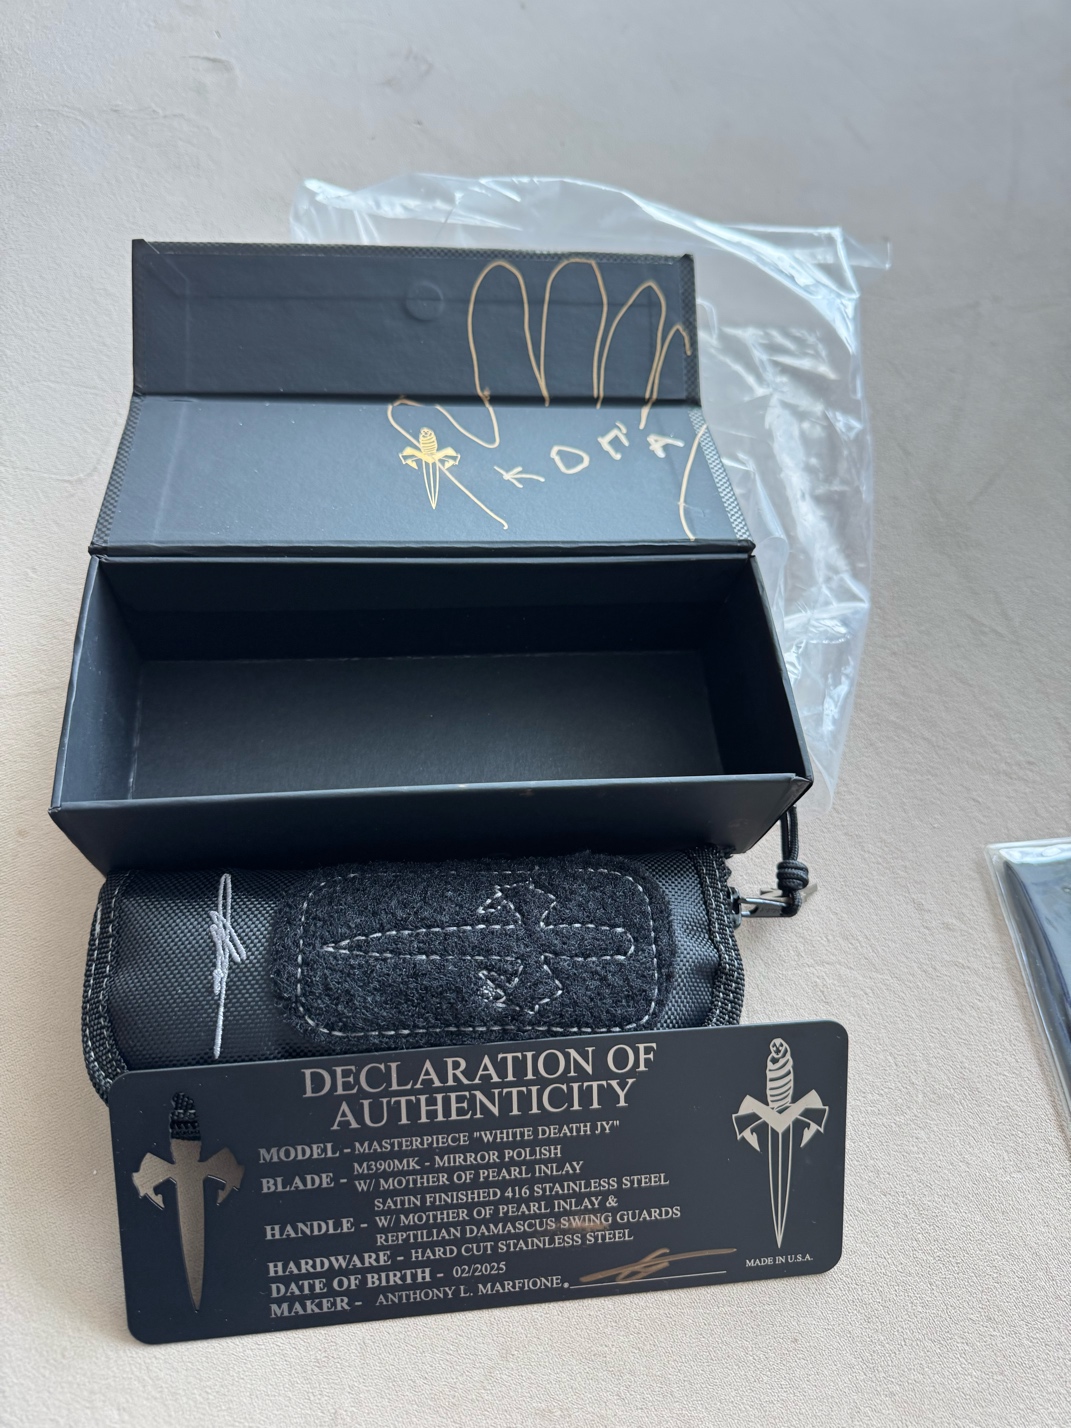 KOMA
DECLARATION OF
AUTHENTICITY
MODEL - MASTERPIECE "WHITE DEATH JY"
BLADE - M390MK - MIRROR POLISH
W/ MOTHER OF PEARL INLAY
HANDLE - SATIN FINISHED 416 STAINLESS STEEL
W/ MOTHER OF PEARL INLAY &
REPTILIAN DAMASCUS SWING GUARDS
HARDWARE - HARD CUT STAINLESS STEEL
DATE OF BIRTH - 02/2025
MAKER - ANTHONY L. MARFIONE
MADE IN U.S.A.